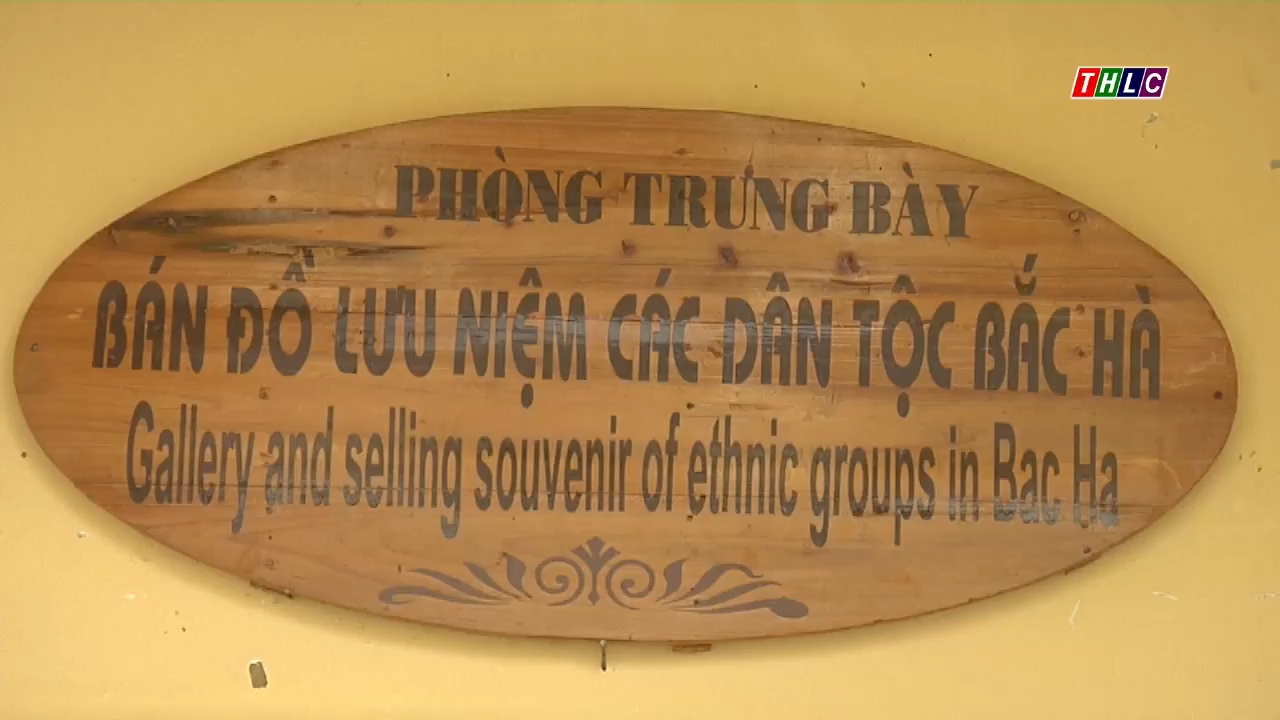 THLC
PHÒNG TRƯNG BÀY
BÁN ĐỒ LƯU NIỆM CÁC DÂN TỘC BẮC HÀ
Gallery and selling souvenir of ethnic groups in Bac Ha